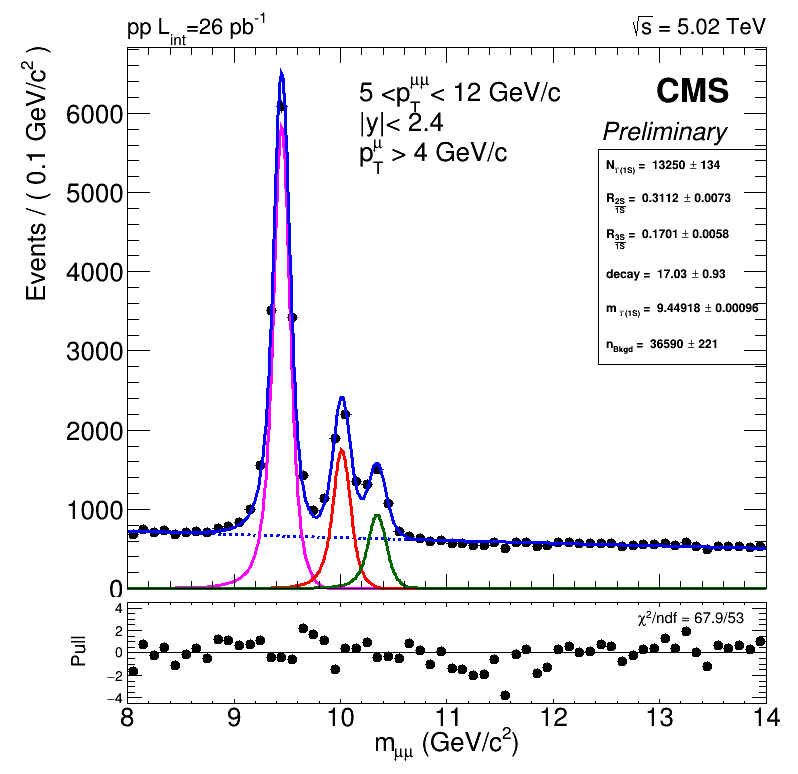 pp L_int=26 pb⁻¹
√s = 5.02 TeV
Events / ( 0.1 GeV/c² )
6000
5000
4000
3000
2000
1000
0
5 <p_T^μμ< 12 GeV/c
|y|< 2.4
p_T^μ > 4 GeV/c
CMS
Preliminary
N_ϒ(1S) = 13250 ± 134
R_2S/1S = 0.3112 ± 0.0073
R_3S/1S = 0.1701 ± 0.0058
decay = 17.03 ± 0.93
m_ϒ(1S) = 9.44918 ± 0.00096
n_Bkgd = 36590 ± 221
Pull
4
2
0
−2
−4
χ²/ndf = 67.9/53
8 9 10 11 12 13 14
m_μμ (GeV/c²)